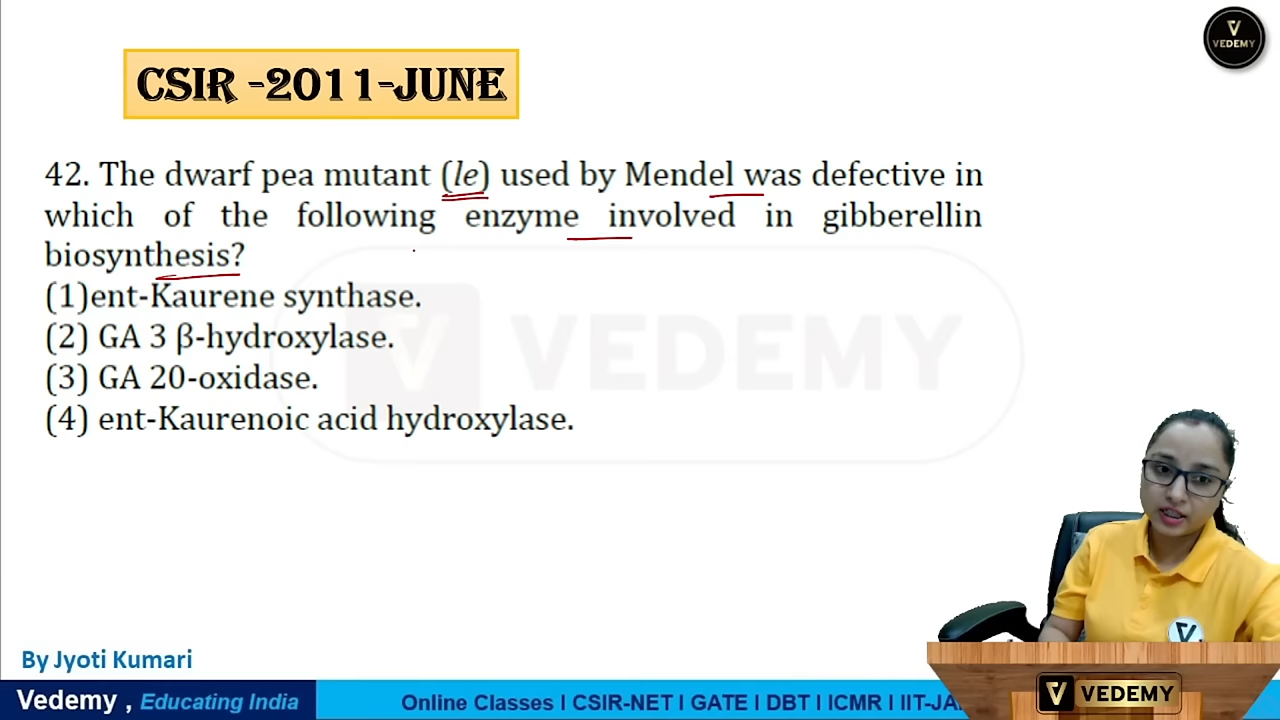 VEDEMY
CSIR -2011-JUNE
42. The dwarf pea mutant (le) used by Mendel was defective in
which of the following enzyme involved in gibberellin
biosynthesis?
(1)ent-Kaurene synthase.
(2) GA 3 β-hydroxylase.
(3) GA 20-oxidase.
(4) ent-Kaurenoic acid hydroxylase.
VEDEMY
By Jyoti Kumari
VEDEMY
Vedemy , Educating India
Online Classes I CSIR-NET I GATE I DBT I ICMR I IIT-JA